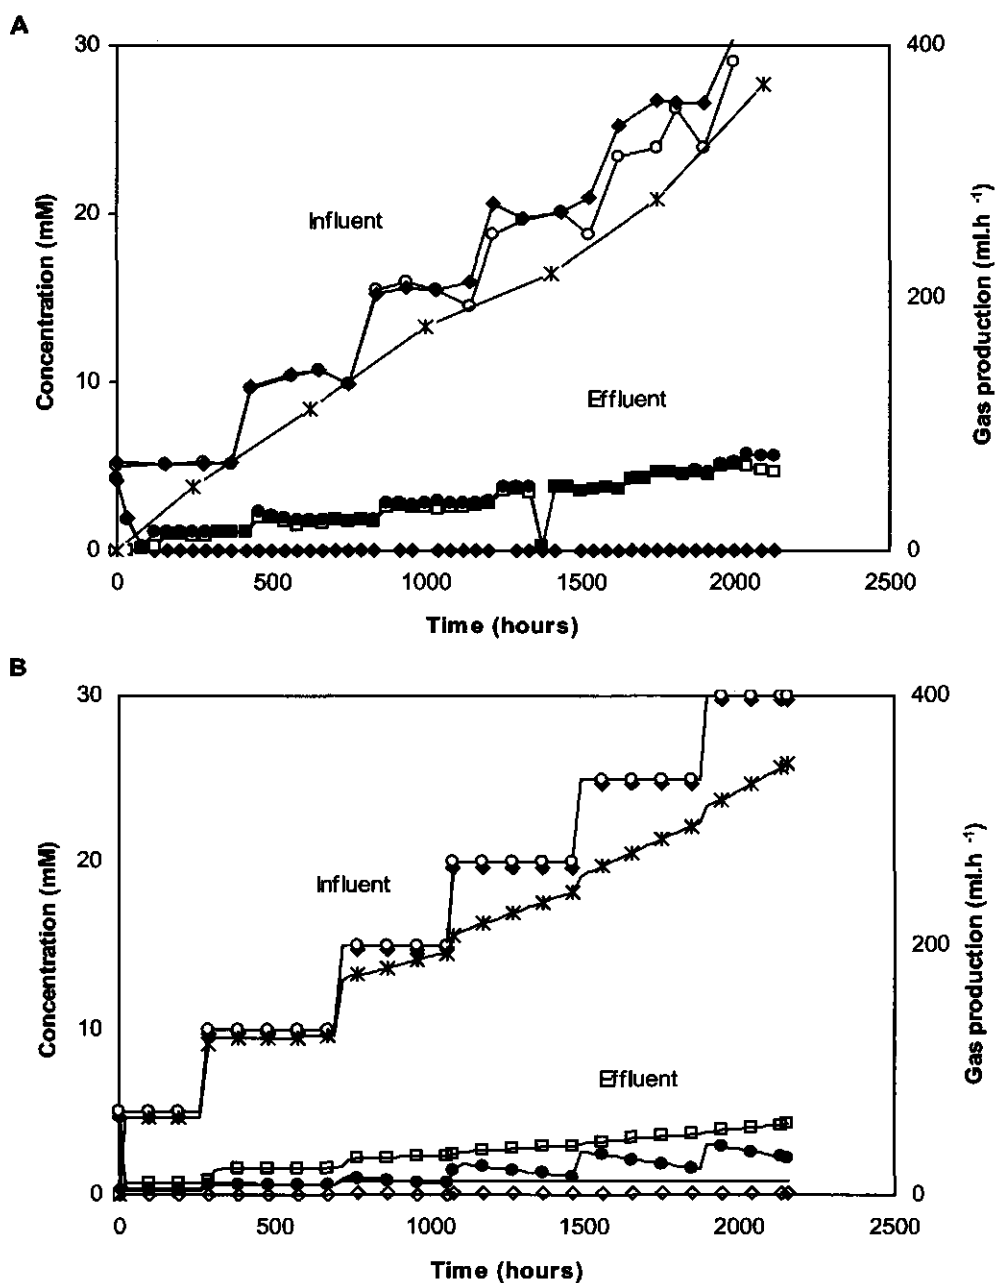 A
30
400
Influent
20
Concentration (mM)
Gas production (ml.h -1)
200
Effluent
10
0
0
0
500
1000
1500
2000
2500
Time (hours)
B
30
400
Influent
20
Concentration (mM)
Gas production (ml.h -1)
200
10
Effluent
0
0
0
500
1000
1500
2000
2500
Time (hours)